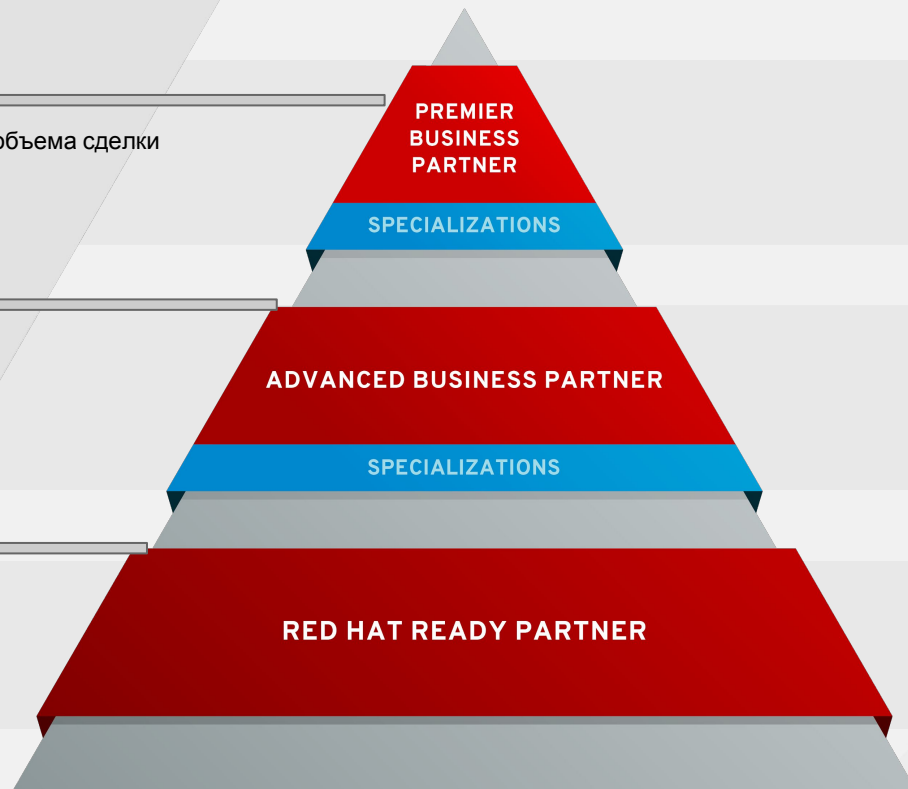 PREMIER
BUSINESS
PARTNER
объема сделки
SPECIALIZATIONS
ADVANCED BUSINESS PARTNER
SPECIALIZATIONS
RED HAT READY PARTNER